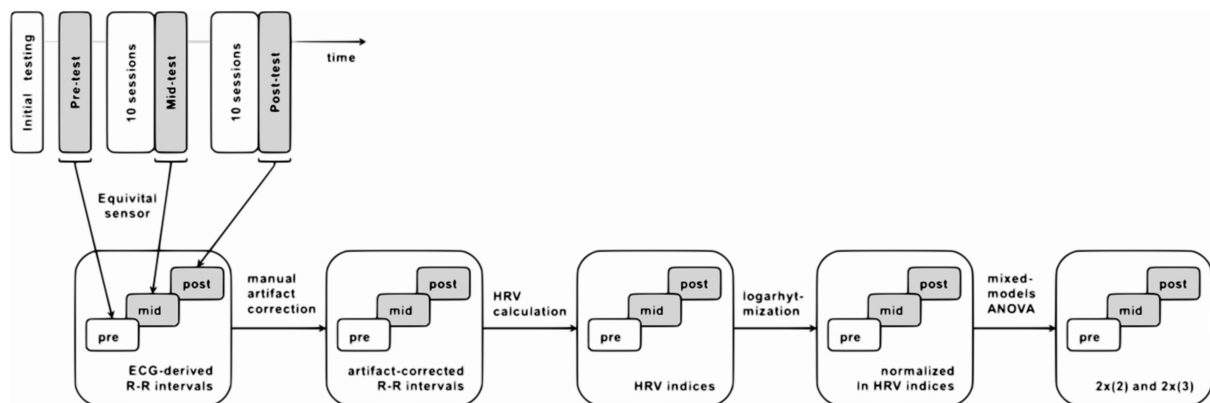 Initial testing
Pre-test
10 sessions
Mid-test
10 sessions
Post-test
time
Equivital
sensor
post
mid
pre
ECG-derived
R-R intervals
manual
artifact
correction
post
mid
pre
artifact-corrected
R-R intervals
HRV
calculation
post
mid
pre
HRV indices
logarhyt-
mization
post
mid
pre
normalized
ln HRV indices
mixed-
models
ANOVA
post
mid
pre
2x(2) and 2x(3)